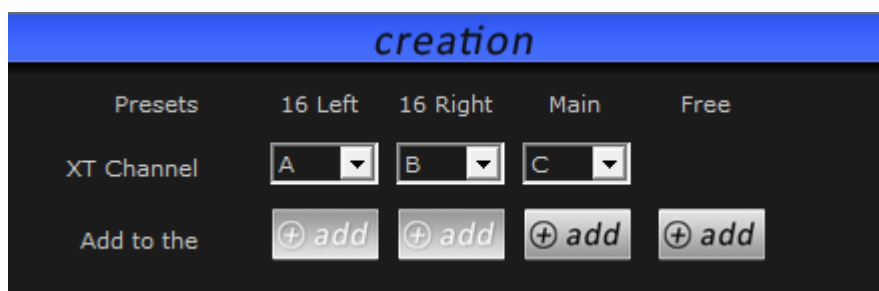 creation
Presets 16 Left 16 Right Main Free
XT Channel A B C
Add to the add add add add